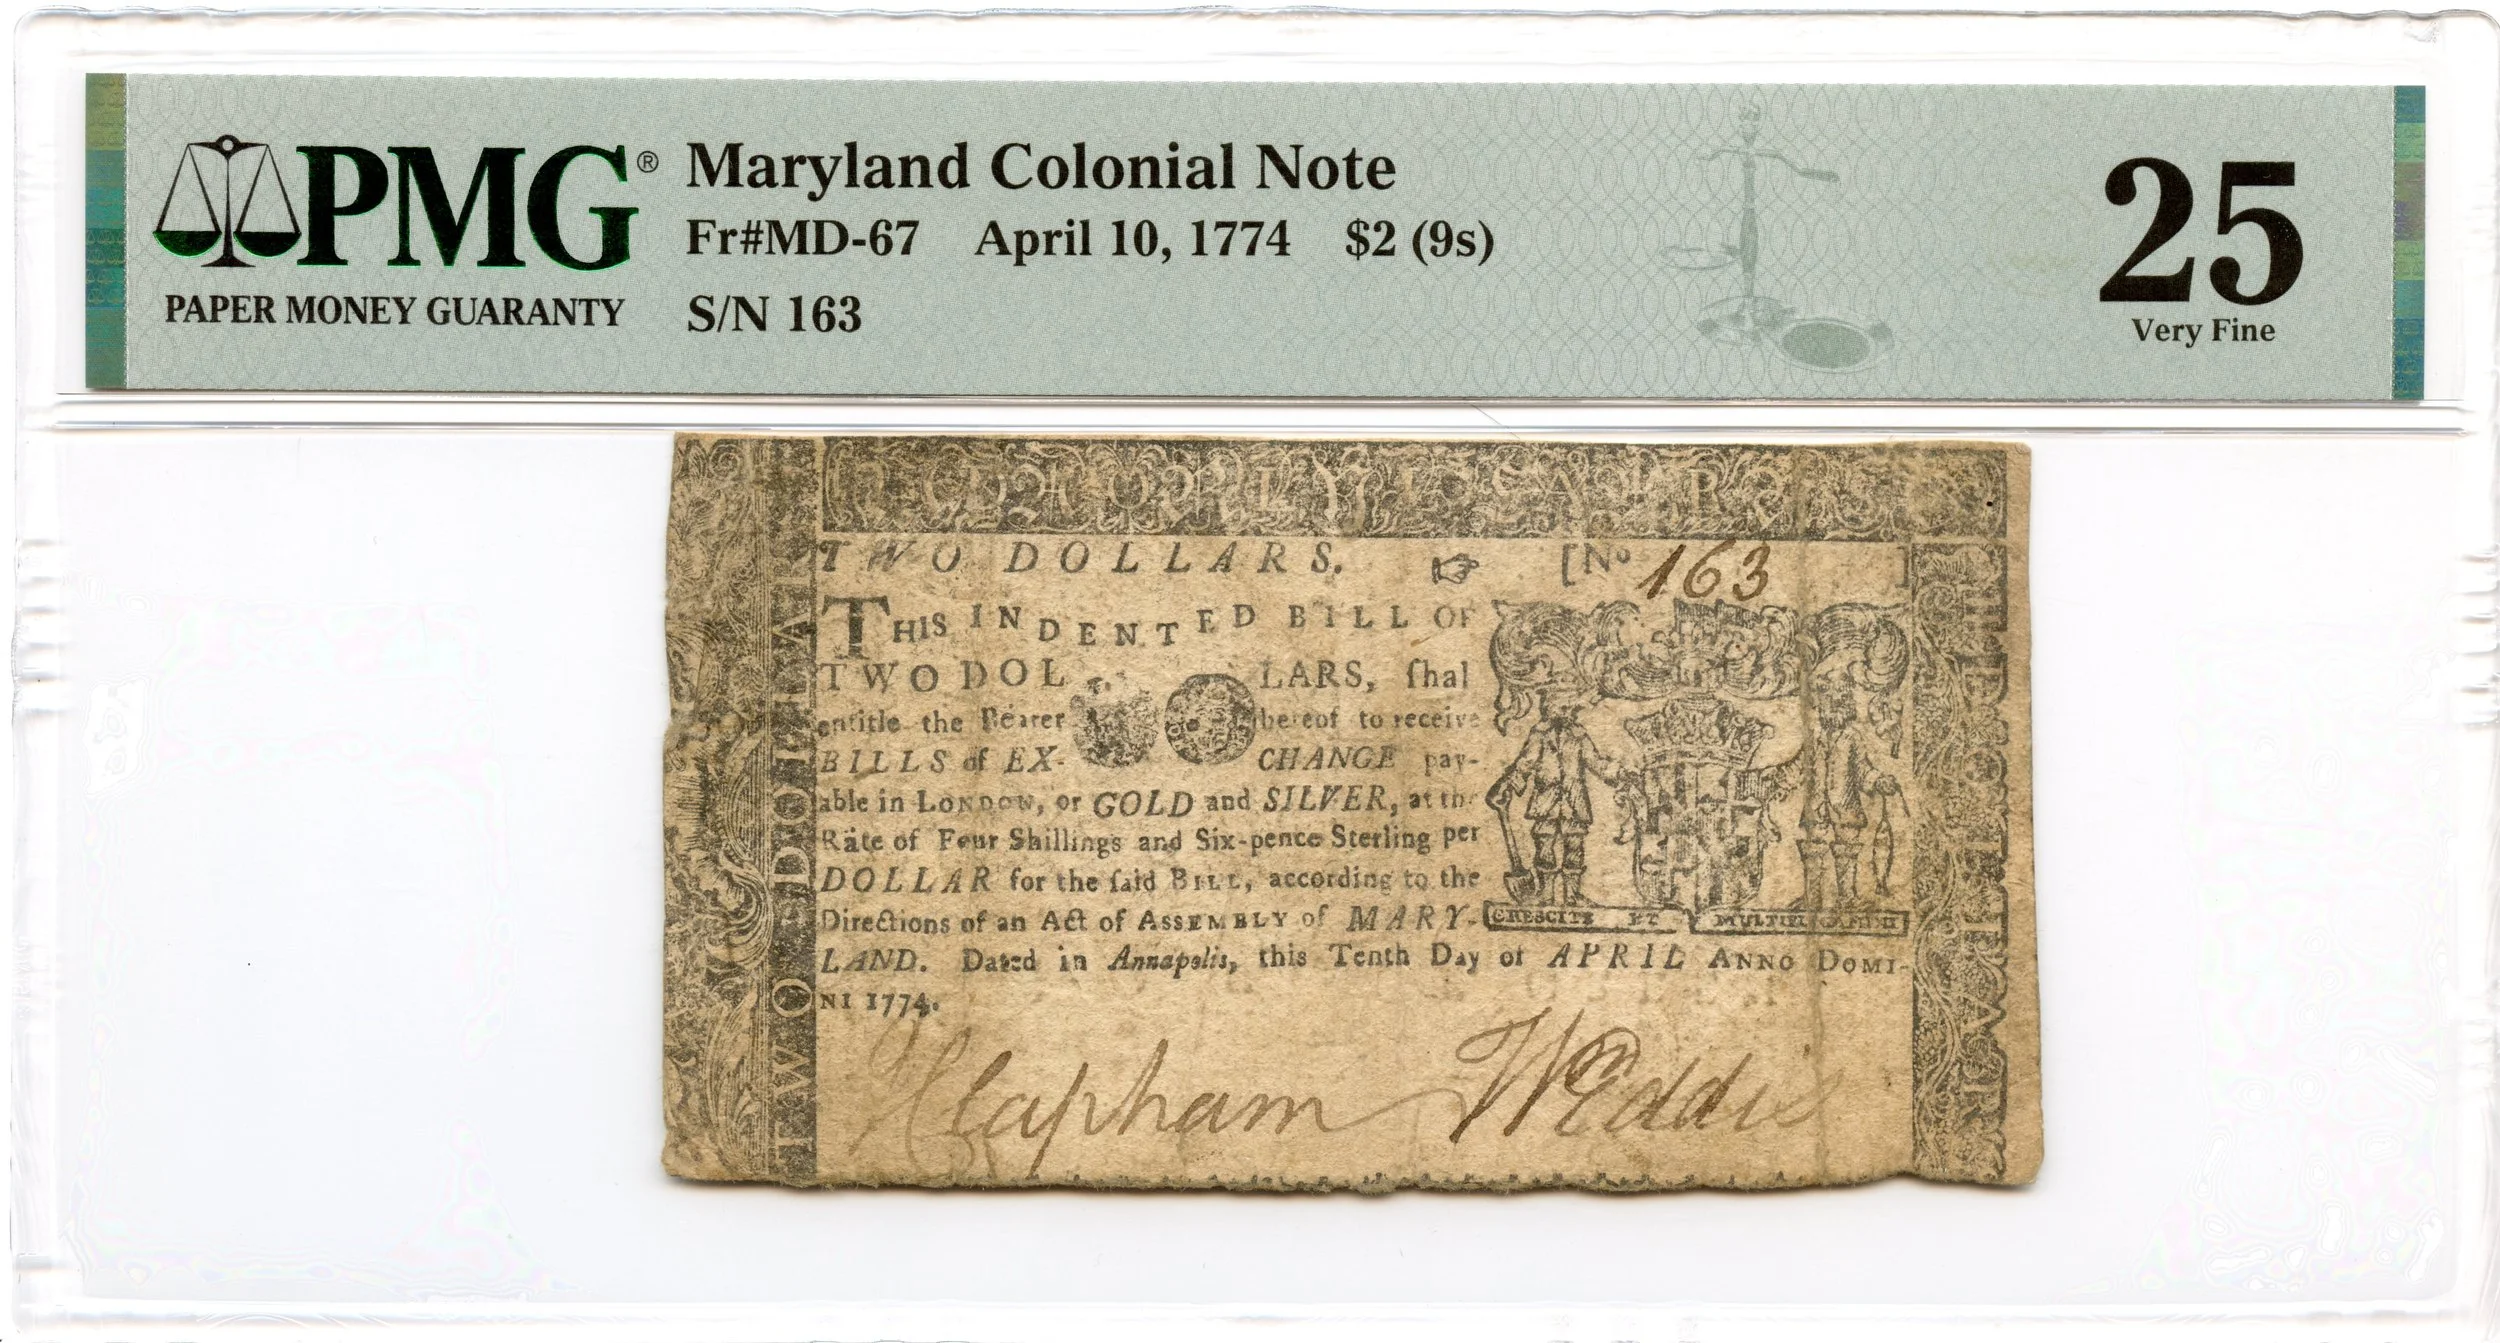 PMG® Maryland Colonial Note
Fr#MD-67 April 10, 1774 $2 (9s)
PAPER MONEY GUARANTY S/N 163
25
Very Fine
TWO DOLLARS. [No 163 ]
THIS INDENTED BILL OF
TWO DOL LARS, ſhal
entitle the Bearer hereof to receive
BILLS of EX- CHANGE pay-
able in LONDON, or GOLD and SILVER, at the
Rate of Four Shillings and Six-pence Sterling per
DOLLAR for the ſaid BILL, according to the
Directions of an Act of ASSEMBLY of MARY-
LAND. Dated in Annapolis, this Tenth Day of APRIL ANNO DOMI-
NI 1774.
CRESCITE ET MULTIPLICAMINI
JClapham WEddis
TWO DOLLAR